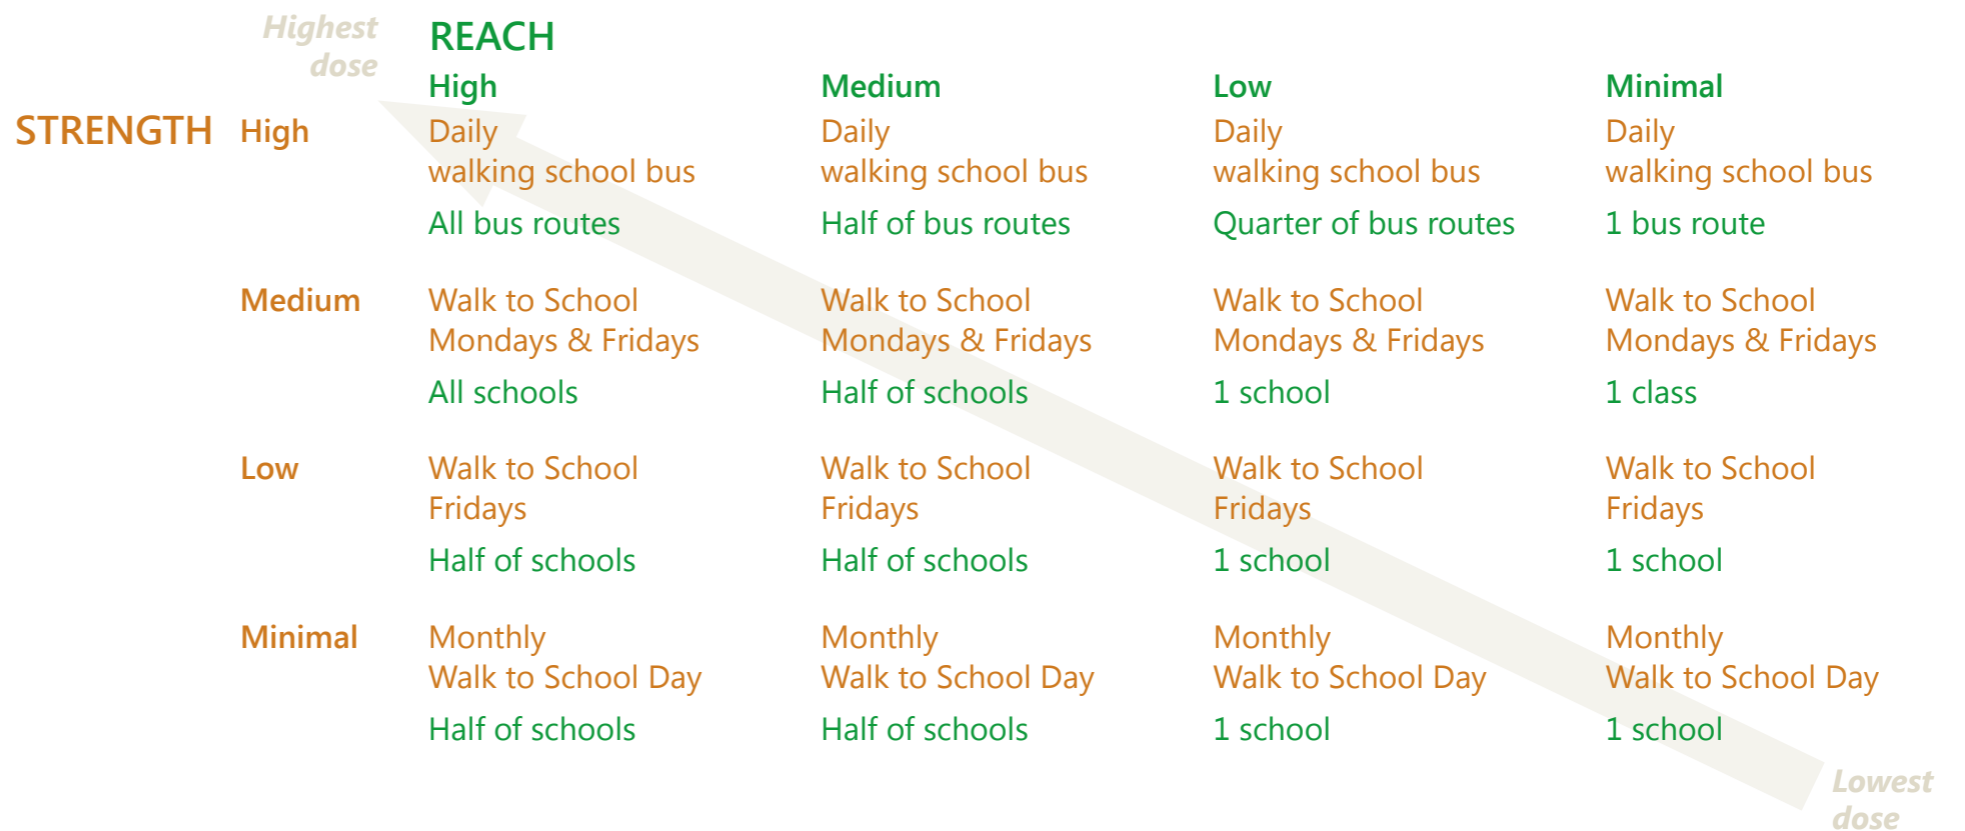 Highest
dose
REACH
High Medium Low Minimal
STRENGTH High Daily Daily Daily Daily
walking school bus walking school bus walking school bus walking school bus
All bus routes Half of bus routes Quarter of bus routes 1 bus route
Medium Walk to School Walk to School Walk to School Walk to School
Mondays & Fridays Mondays & Fridays Mondays & Fridays Mondays & Fridays
All schools Half of schools 1 school 1 class
Low Walk to School Walk to School Walk to School Walk to School
Fridays Fridays Fridays Fridays
Half of schools Half of schools 1 school 1 school
Minimal Monthly Monthly Monthly Monthly
Walk to School Day Walk to School Day Walk to School Day Walk to School Day
Half of schools Half of schools 1 school 1 school
Lowest
dose